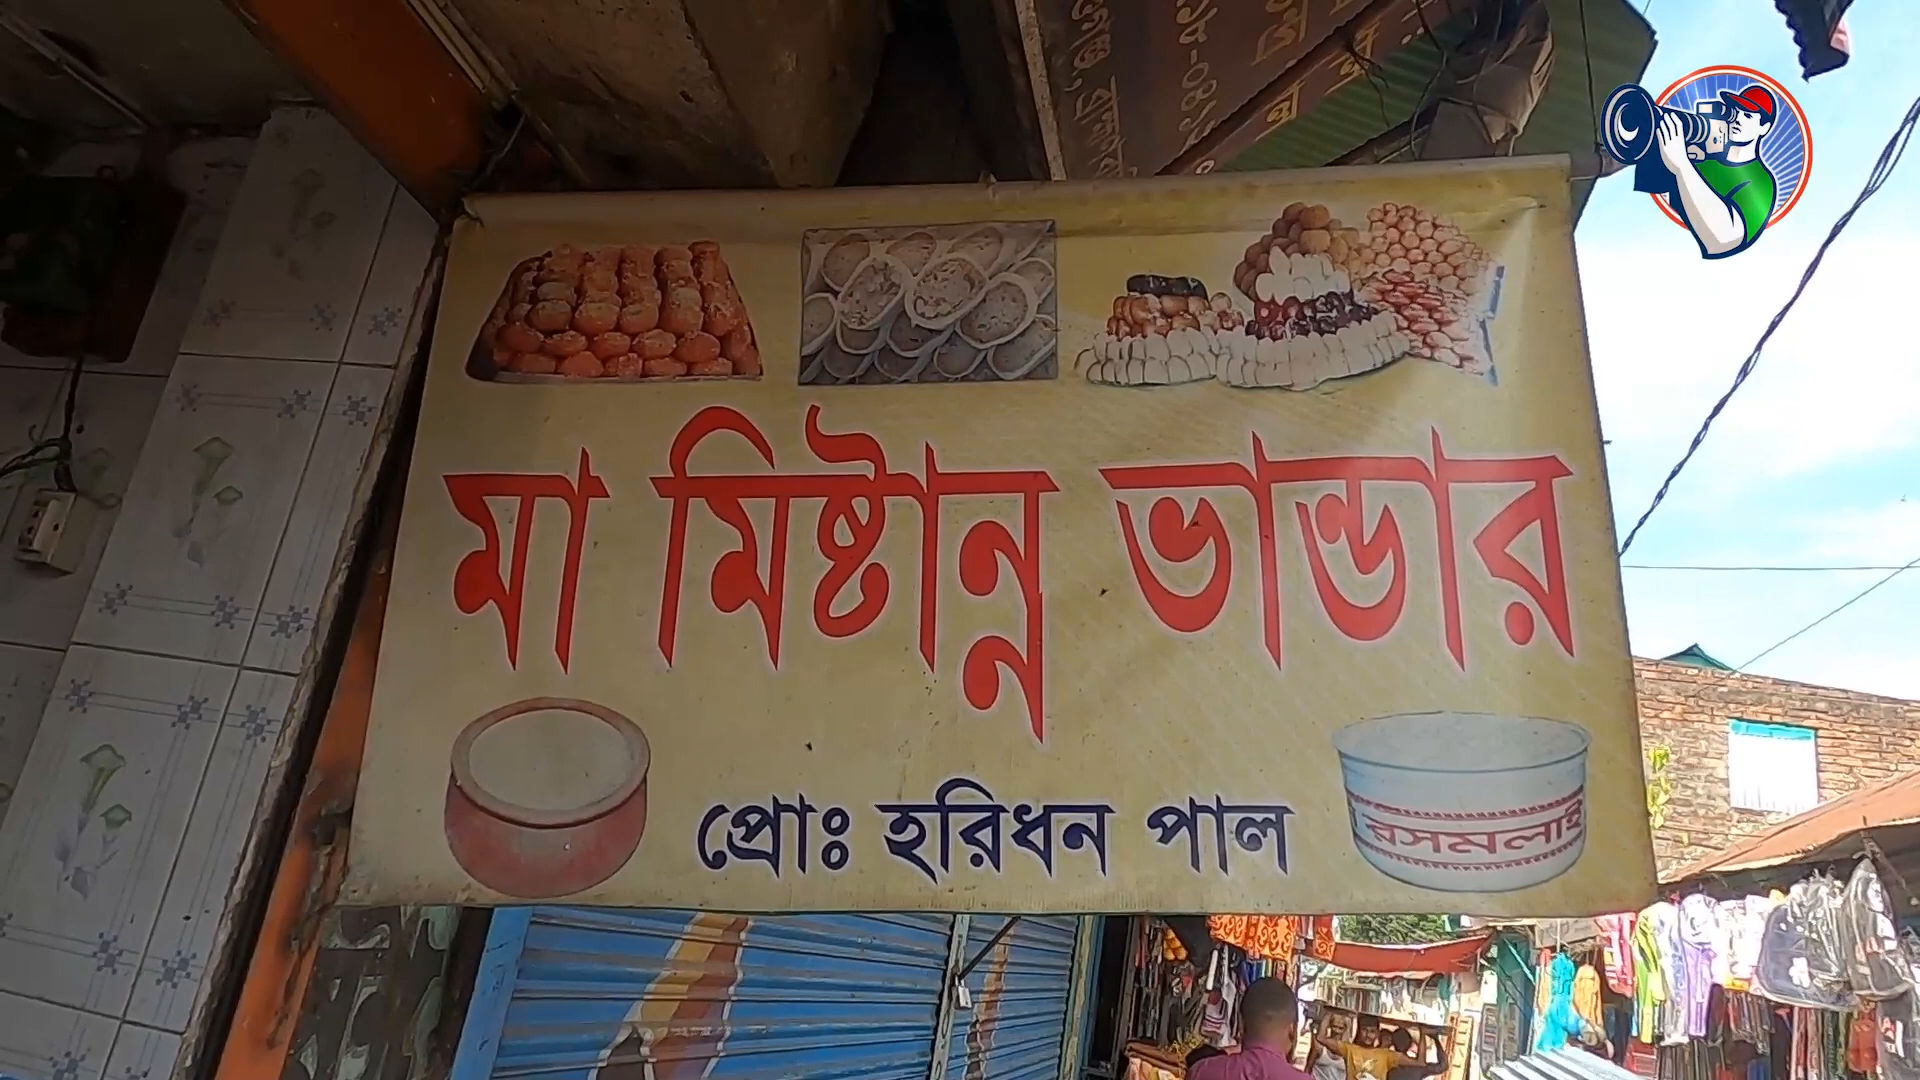 মা মিষ্টান্ন ভান্ডার
প্রোঃ হরিধন পাল
রসমলাই